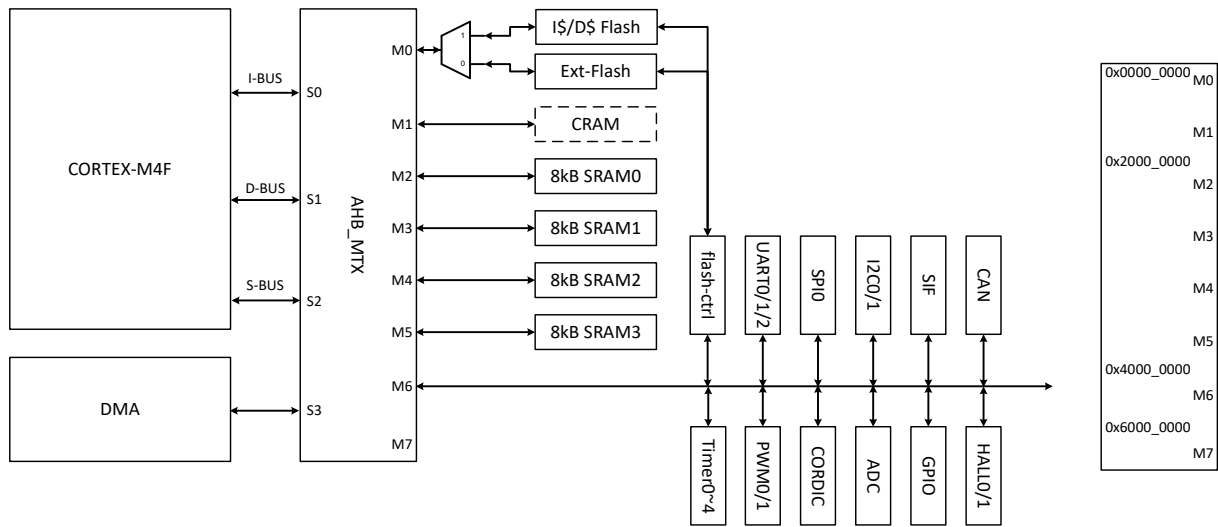 CORTEX-M4F
DMA
I-BUS
D-BUS
S-BUS
S0
S1
S2
S3
AHB_MTX
M0
M1
M2
M3
M4
M5
M6
M7
1
0
I$/D$ Flash
Ext-Flash
CRAM
8kB SRAM0
8kB SRAM1
8kB SRAM2
8kB SRAM3
flash-ctrl
UART0/1/2
SPI0
I2C0/1
SIF
CAN
Timer0~4
PWM0/1
CORDIC
ADC
GPIO
HALL0/1
0x0000_0000
M0
M1
0x2000_0000
M2
M3
M4
M5
0x4000_0000
M6
0x6000_0000
M7